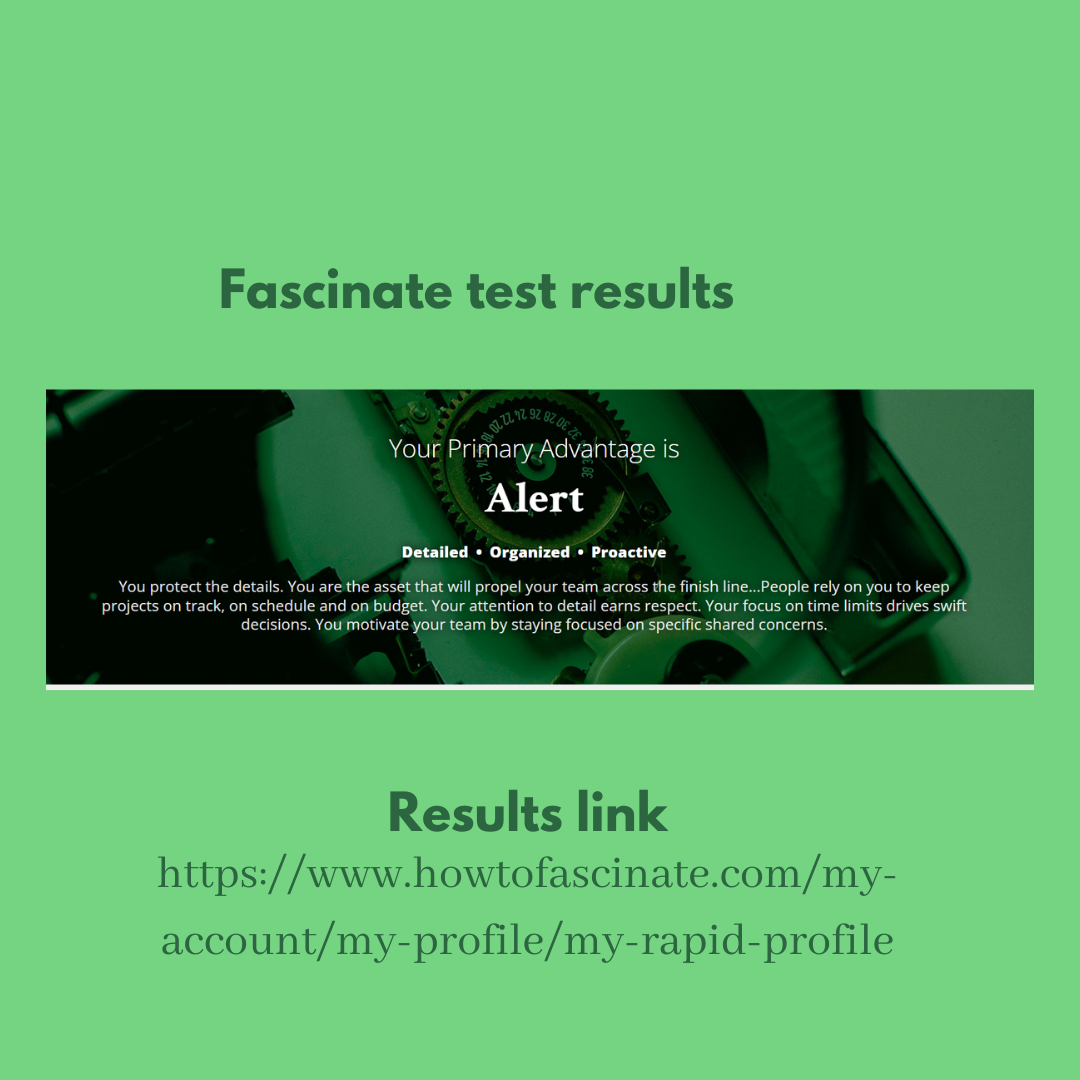 Fascinate test results
Your Primary Advantage is
Alert
Detailed • Organized • Proactive
You protect the details. You are the asset that will propel your team across the finish line...People rely on you to keep
projects on track, on schedule and on budget. Your attention to detail earns respect. Your focus on time limits drives swift
decisions. You motivate your team by staying focused on specific shared concerns.
Results link
https://www.howtofascinate.com/my-
account/my-profile/my-rapid-profile